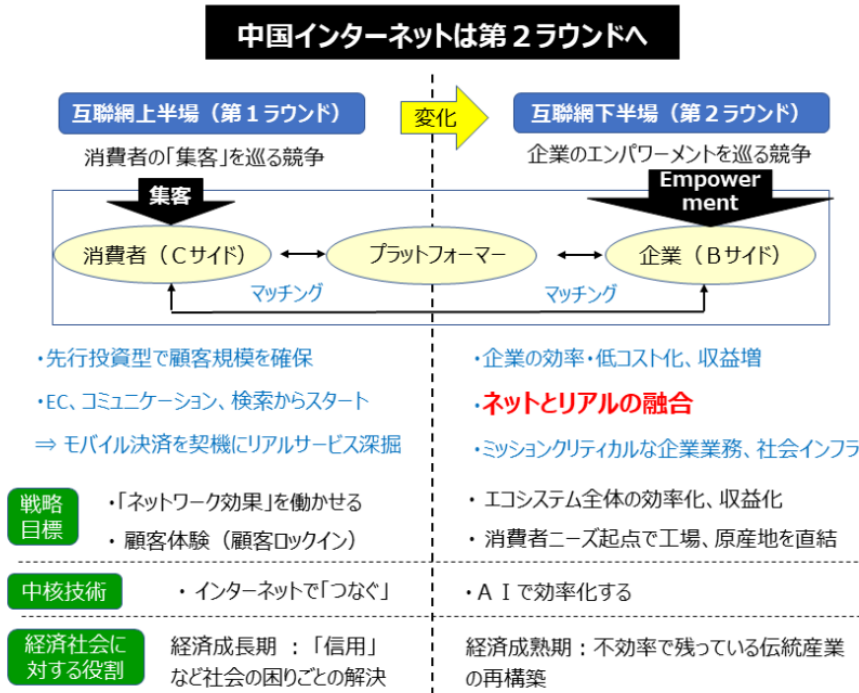 中国インターネットは第２ラウンドへ
互聯網上半場（第１ラウンド）
変化
互聯網下半場（第２ラウンド）
消費者の「集客」を巡る競争
企業のエンパワーメントを巡る競争
集客
Empower
ment
消費者（Ｃサイド）
プラットフォーマー
企業（Ｂサイド）
マッチング
マッチング
・先行投資型で顧客規模を確保
・EC、コミュニケーション、検索からスタート
⇒ モバイル決済を契機にリアルサービス深掘
・企業の効率・低コスト化、収益増
・ネットとリアルの融合
・ミッションクリティカルな企業業務、社会インフラ
戦略
目標
・「ネットワーク効果」を働かせる
・ 顧客体験（顧客ロックイン）
・ エコシステム全体の効率化、収益化
・ 消費者ニーズ起点で工場、原産地を直結
中核技術
・ インターネットで「つなぐ」
・ＡＩで効率化する
経済社会に
対する役割
経済成長期 ：「信用」
など社会の困りごとの解決
経済成熟期：不効率で残っている伝統産業
の再構築